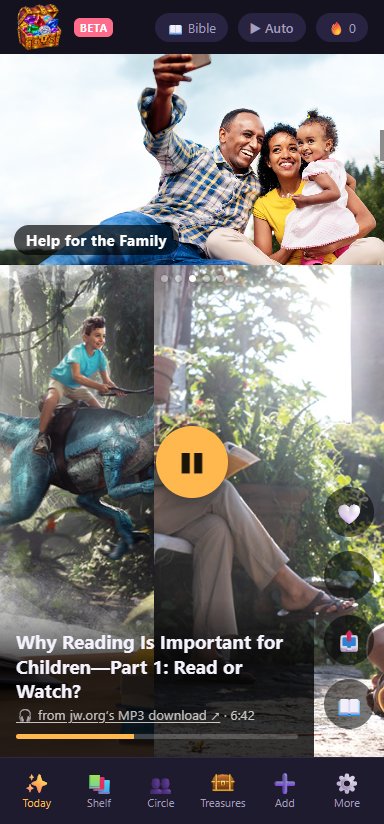 BETA
Bible
Auto
0
Help for the Family
Why Reading Is Important for
Children—Part 1: Read or
Watch?
from jw.org's MP3 download ↗ · 6:42
Today
Shelf
Circle
Treasures
Add
More